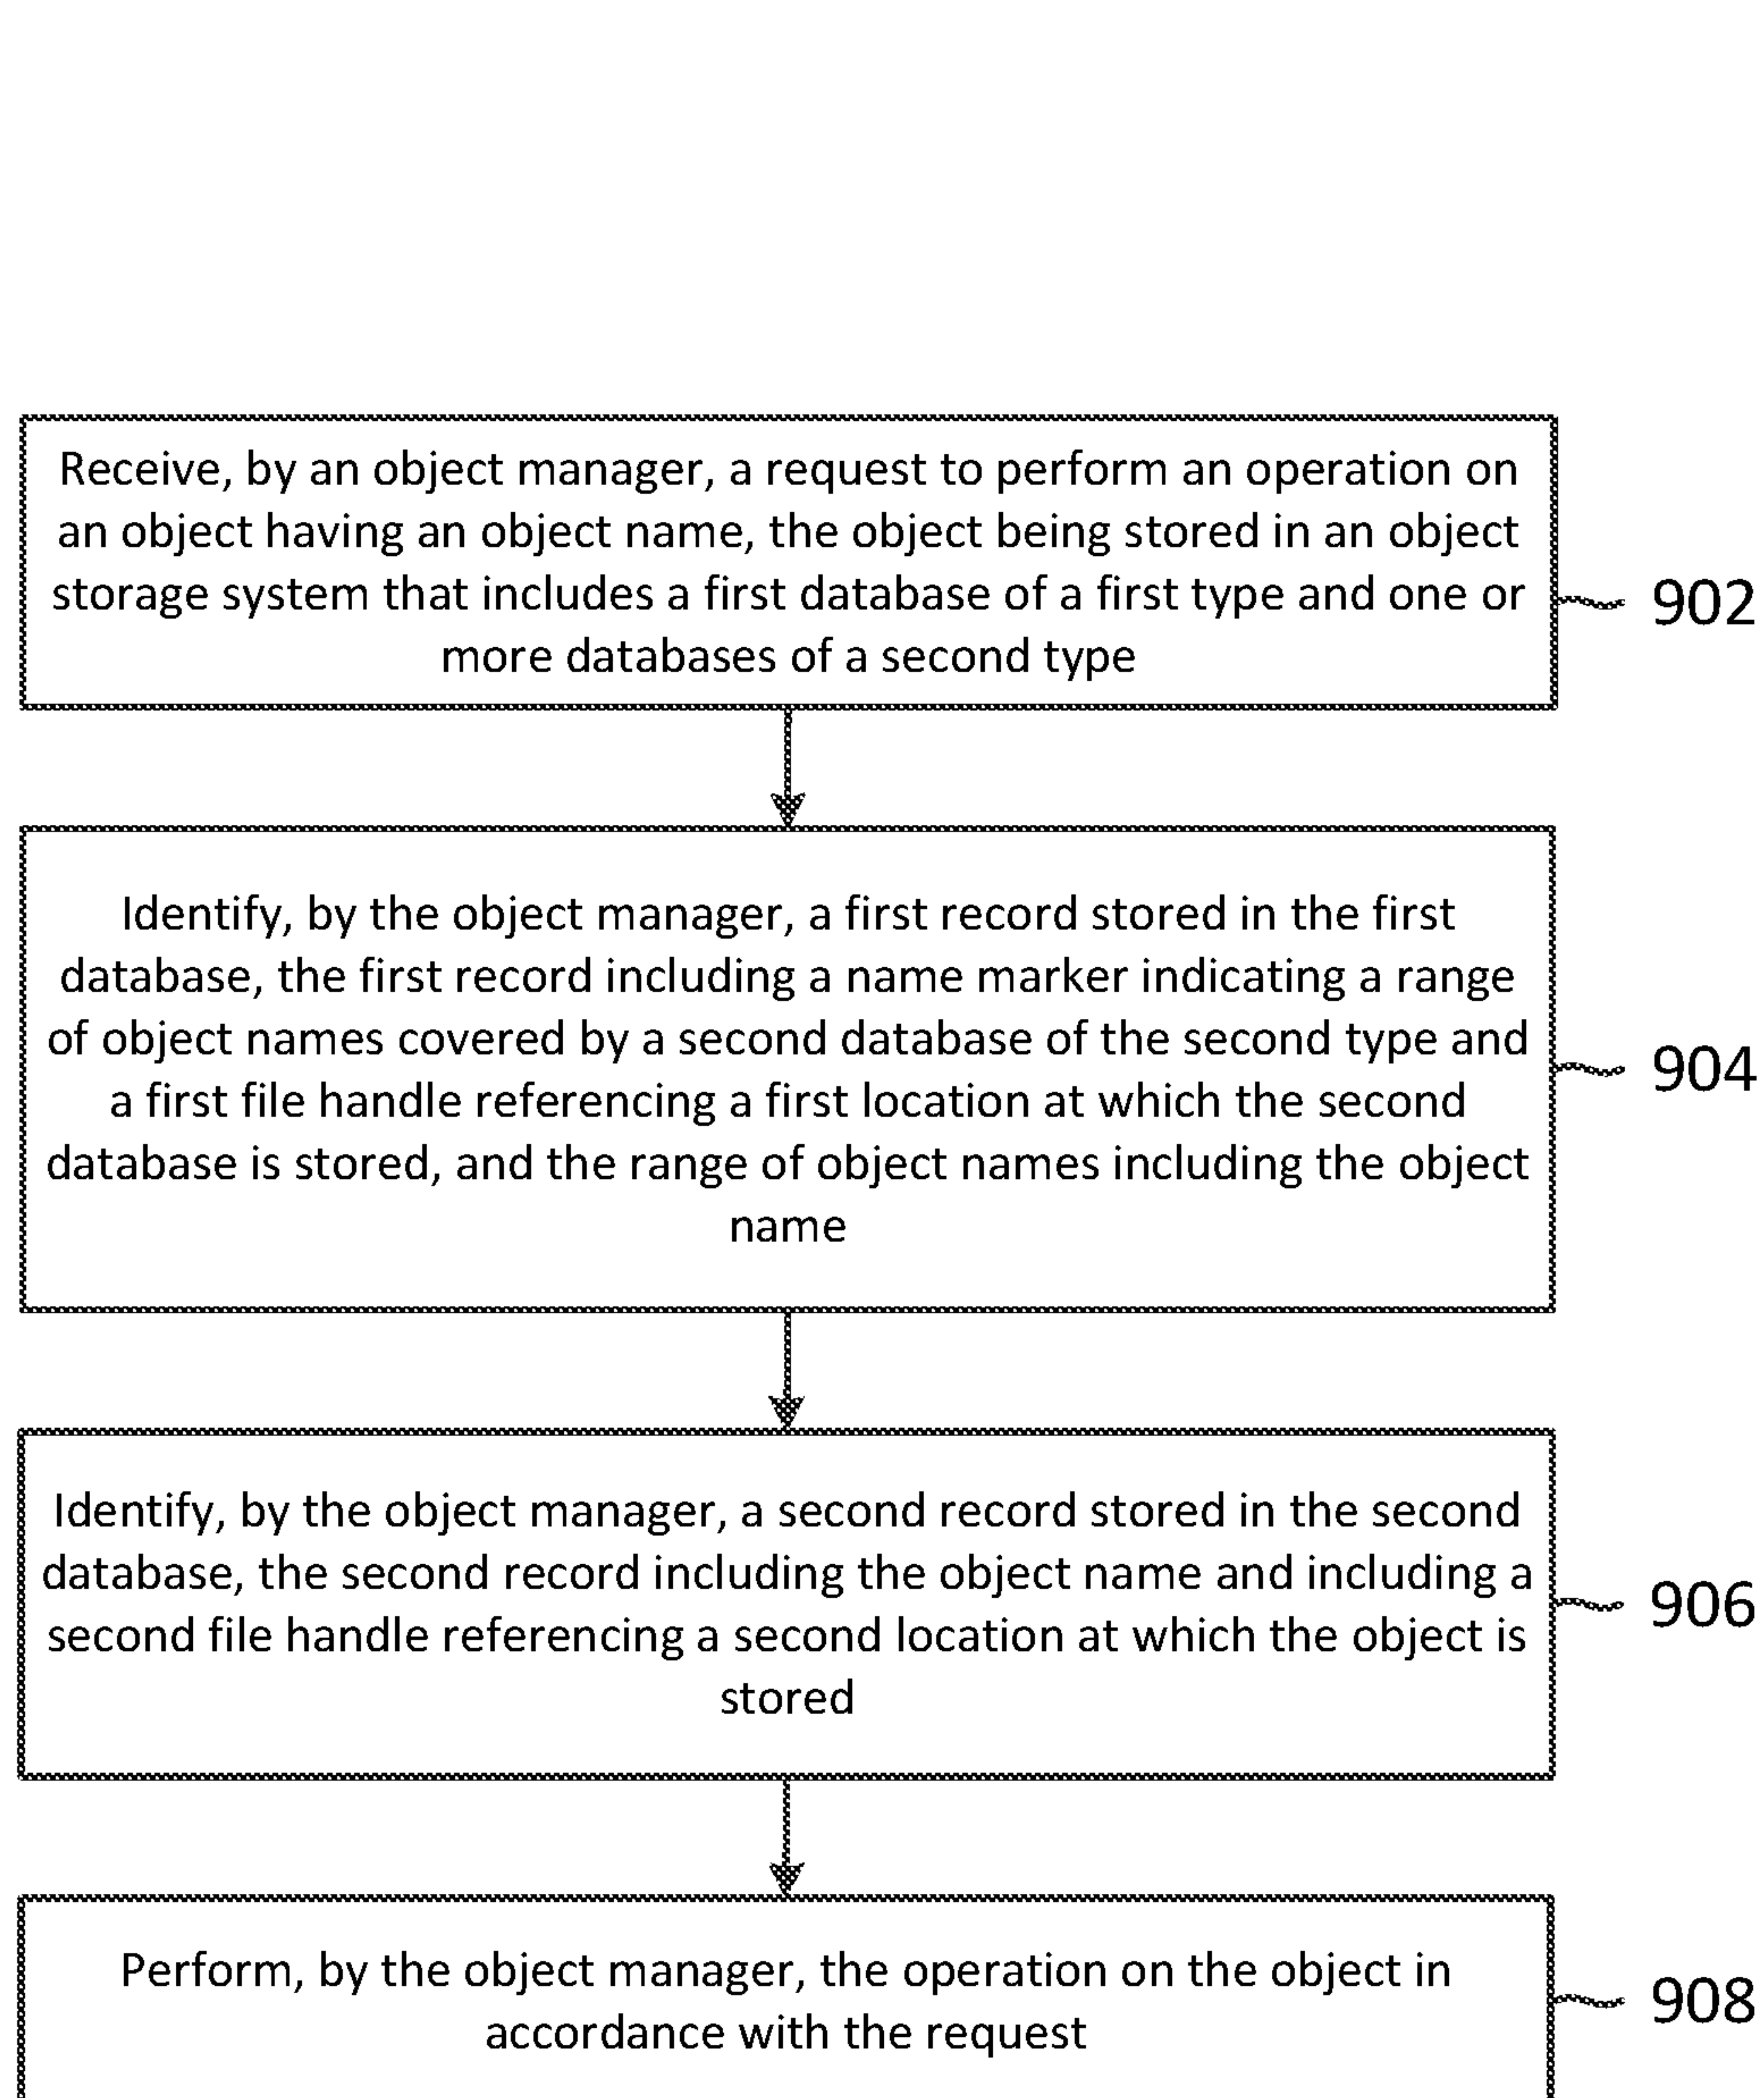 Receive, by an object manager, a request to perform an operation on
an object having an object name, the object being stored in an object
storage system that includes a first database of a first type and one or
more databases of a second type
902
Identify, by the object manager, a first record stored in the first
database, the first record including a name marker indicating a range
of object names covered by a second database of the second type and
a first file handle referencing a first location at which the second
database is stored, and the range of object names including the object
name
904
Identify, by the object manager, a second record stored in the second
database, the second record including the object name and including a
second file handle referencing a second location at which the object is
stored
906
Perform, by the object manager, the operation on the object in
accordance with the request
908